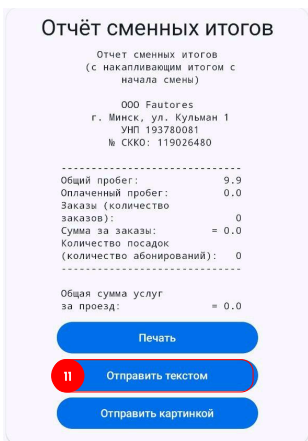 Отчёт сменных итогов
Отчет сменных итогов
(с накапливающим итогом с
начала смены)
ООО Fautores
г. Минск, ул. Кульман 1
УНП 193780081
№ СККО: 119026480
------------------------------
Общий пробег: 9.9
Оплаченный пробег: 0.0
Заказы (количество
заказов): 0
Сумма за заказы: = 0.0
Количество посадок
(количество абонирований): 0
------------------------------
Общая сумма услуг
за проезд: = 0.0
Печать
11 Отправить текстом
Отправить картинкой